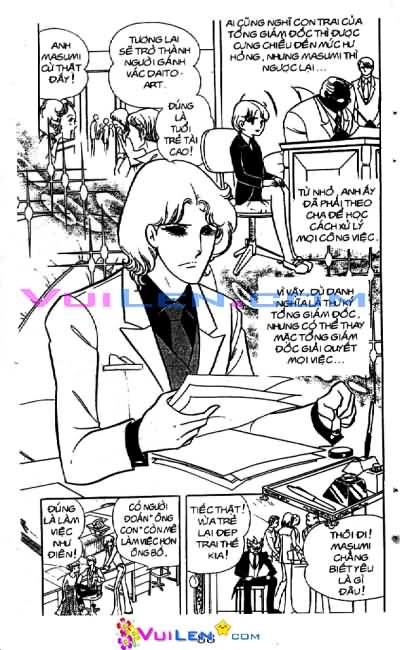 ANH
MASUMI
CỪ THẬT
ĐẤY!
TƯƠNG LAI
SẼ TRỞ THÀNH
NGƯỜI GÁNH
VÁC DAITO-
ART.
ĐÚNG
LÀ
TUỔI
TRẺ TÀI
CAO!
AI CŨNG NGHĨ CON TRAI CỦA
TỔNG GIÁM ĐỐC THÌ ĐƯỢC
CƯNG CHIỀU ĐẾN MỨC HƯ
HỎNG, NHƯNG MASUMI THÌ
NGƯỢC LẠI...
TỪ NHỎ, ANH ẤY
ĐÃ PHẢI THEO
CHA ĐỂ HỌC
CÁCH XỬ LÝ
MỌI CÔNG VIỆC.
VÌ VẬY, DÙ DANH
NGHĨA LÀ THƯ KÝ
TỔNG GIÁM ĐỐC,
NHƯNG CÓ THỂ THAY
MẶC TỔNG GIÁM
ĐỐC GIẢI QUYẾT
MỌI VIỆC...
VUILEN.COM
ĐÚNG
LÀ LÀM
VIỆC
NHƯ
ĐIÊN!
CÓ NGƯỜI
ĐOÁN "ÔNG
CON" CÒN MÊ
LÀM VIỆC HƠN
ÔNG BỐ.
TIẾC THẬT!
VỪA TRẺ
LẠI ĐẸP
TRAI THẾ
KIA!
THÔI ĐI!
MASUMI
CHẲNG
BIẾT YÊU
LÀ GÌ
ĐÂU!
VUILEN.COM